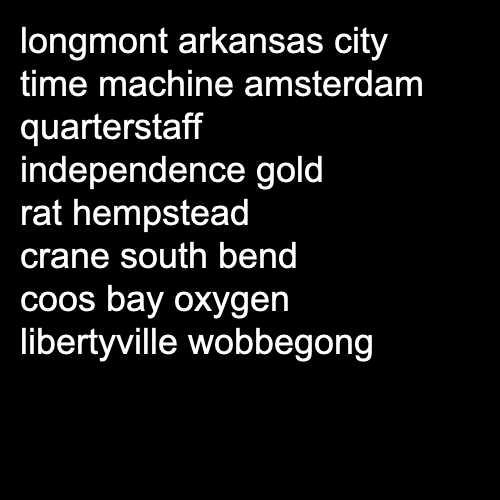 longmont arkansas city
time machine amsterdam
quarterstaff
independence gold
rat hempstead
crane south bend
coos bay oxygen
libertyville wobbegong